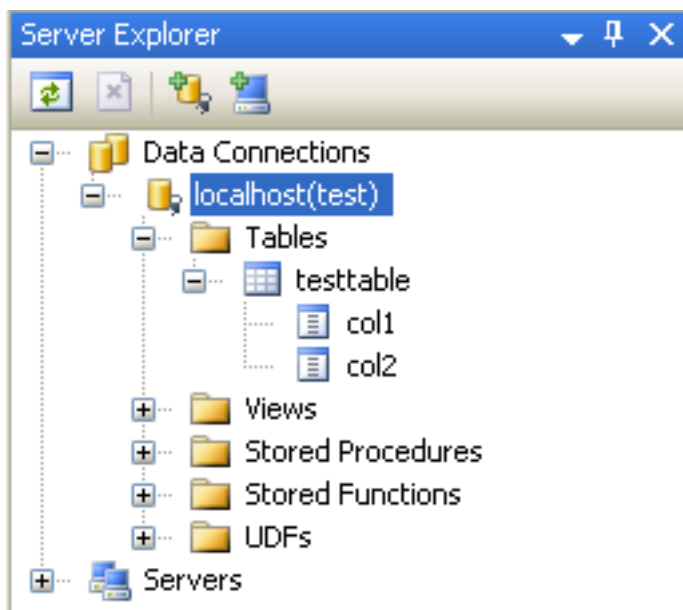 Server Explorer
Data Connections
localhost(test)
Tables
testtable
col1
col2
Views
Stored Procedures
Stored Functions
UDFs
Servers